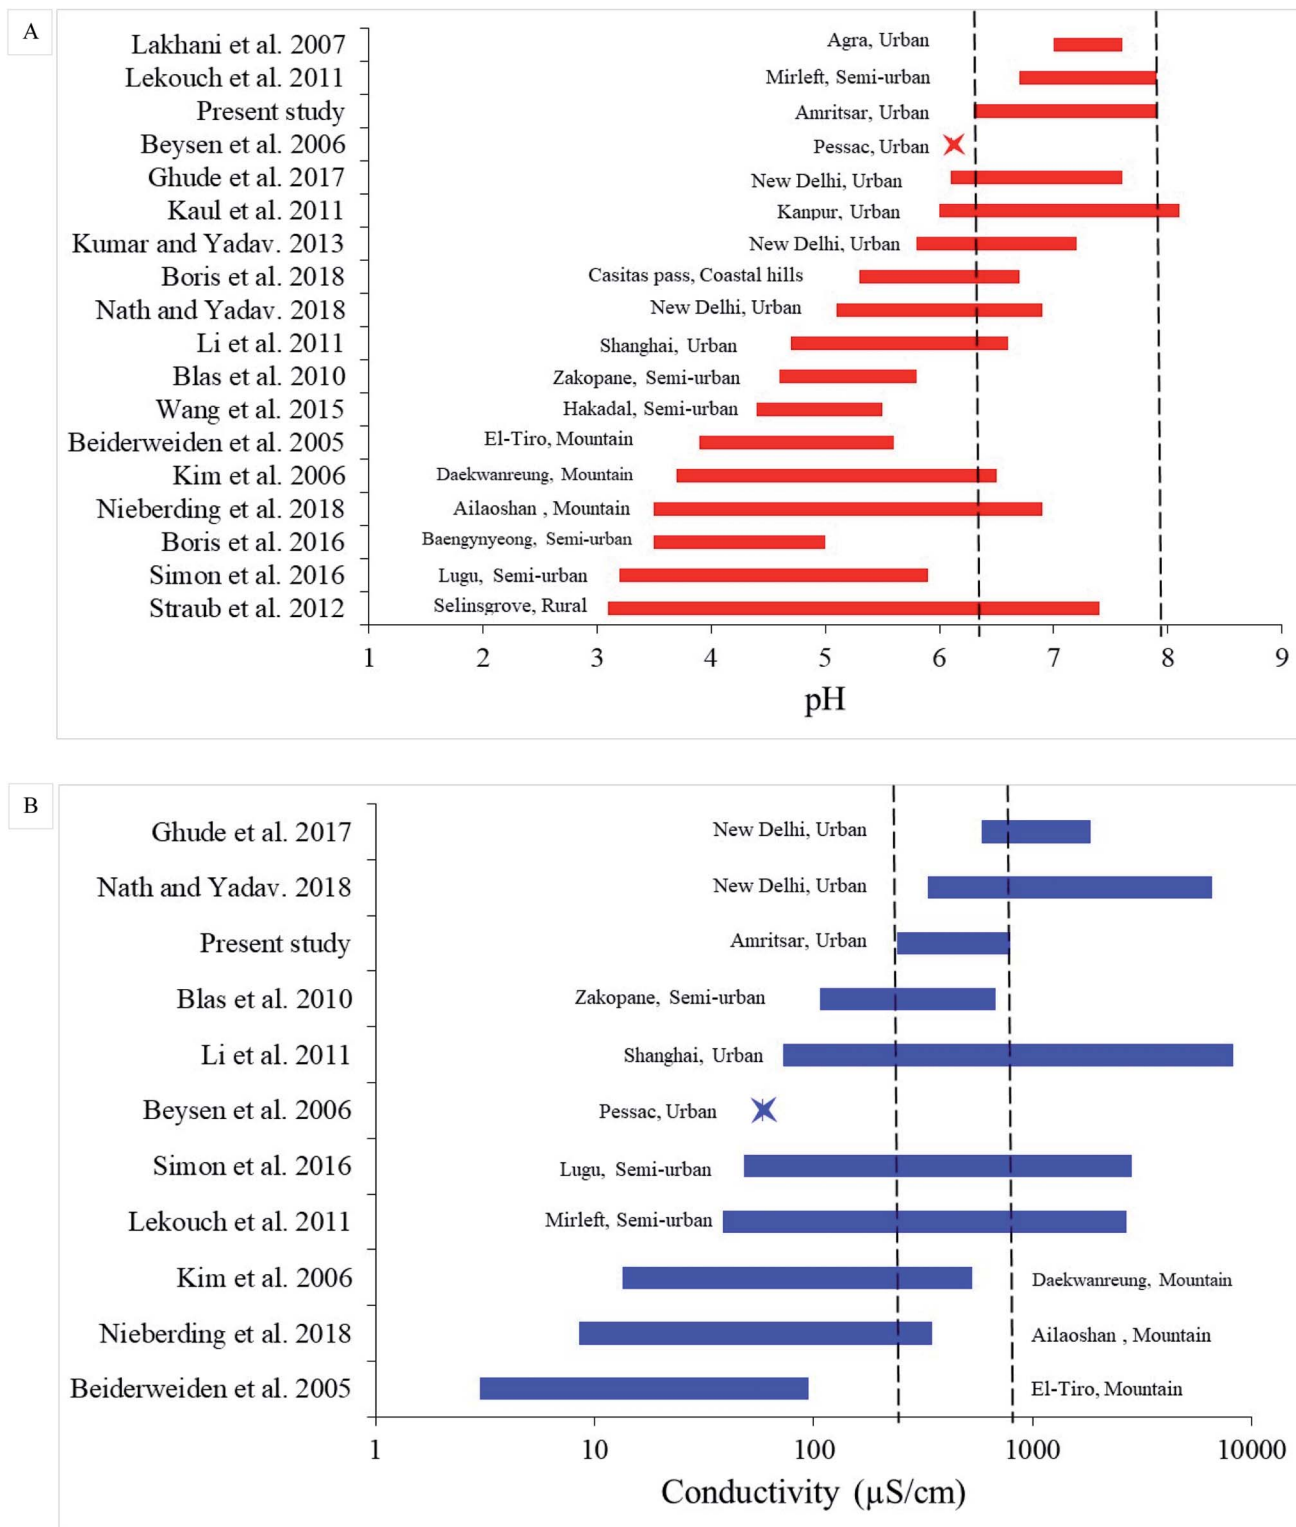 A
Lakhani et al. 2007 Agra, Urban
Lekouch et al. 2011 Mirleft, Semi-urban
Present study Amritsar, Urban
Beysen et al. 2006 Pessac, Urban
Ghude et al. 2017 New Delhi, Urban
Kaul et al. 2011 Kanpur, Urban
Kumar and Yadav. 2013 New Delhi, Urban
Boris et al. 2018 Casitas pass, Coastal hills
Nath and Yadav. 2018 New Delhi, Urban
Li et al. 2011 Shanghai, Urban
Blas et al. 2010 Zakopane, Semi-urban
Wang et al. 2015 Hakadal, Semi-urban
Beiderweiden et al. 2005 El-Tiro, Mountain
Kim et al. 2006 Daekwanreung, Mountain
Nieberding et al. 2018 Ailaoshan , Mountain
Boris et al. 2016 Baengynyeong, Semi-urban
Simon et al. 2016 Lugu, Semi-urban
Straub et al. 2012 Selinsgrove, Rural
1 2 3 4 5 6 7 8 9
pH
B
Ghude et al. 2017 New Delhi, Urban
Nath and Yadav. 2018 New Delhi, Urban
Present study Amritsar, Urban
Blas et al. 2010 Zakopane, Semi-urban
Li et al. 2011 Shanghai, Urban
Beysen et al. 2006 Pessac, Urban
Simon et al. 2016 Lugu, Semi-urban
Lekouch et al. 2011 Mirleft, Semi-urban
Kim et al. 2006 Daekwanreung, Mountain
Nieberding et al. 2018 Ailaoshan , Mountain
Beiderweiden et al. 2005 El-Tiro, Mountain
1 10 100 1000 10000
Conductivity (µS/cm)